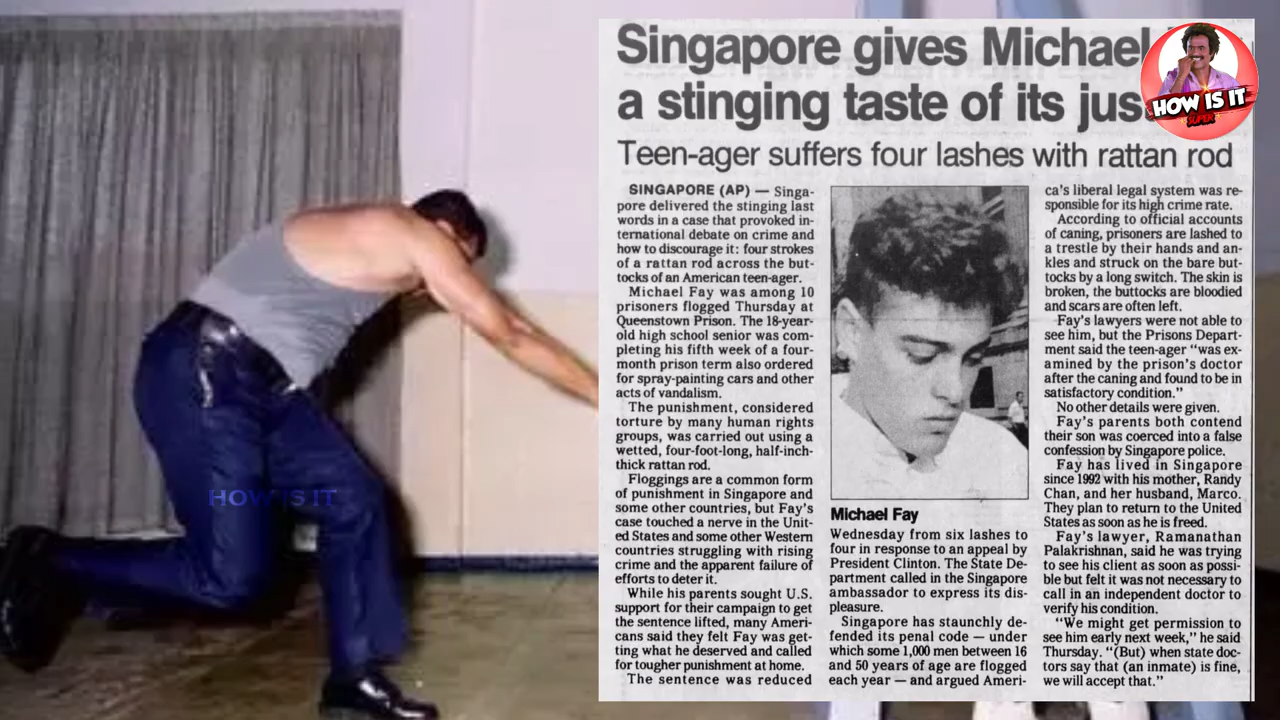 Singapore gives Michael
a stinging taste of its jus
Teen-ager suffers four lashes with rattan rod
SINGAPORE (AP) — Singa-
pore delivered the stinging last
words in a case that provoked in-
ternational debate on crime and
how to discourage it: four strokes
of a rattan rod across the but-
tocks of an American teen-ager.
Michael Fay was among 10
prisoners flogged Thursday at
Queenstown Prison. The 18-year-
old high school senior was com-
pleting his fifth week of a four-
month prison term also ordered
for spray-painting cars and other
acts of vandalism.
The punishment, considered
torture by many human rights
groups, was carried out using a
wetted, four-foot-long, half-inch-
thick rattan rod.
Floggings are a common form
of punishment in Singapore and
some other countries, but Fay's
case touched a nerve in the Unit-
ed States and some other Western
countries struggling with rising
crime and the apparent failure of
efforts to deter it.
While his parents sought U.S.
support for their campaign to get
the sentence lifted, many Ameri-
cans said they felt Fay was get-
ting what he deserved and called
for tougher punishment at home.
The sentence was reduced
Michael Fay
Wednesday from six lashes to
four in response to an appeal by
President Clinton. The State De-
partment called in the Singapore
ambassador to express its dis-
pleasure.
Singapore has staunchly de-
fended its penal code — under
which some 1,000 men between 16
and 50 years of age are flogged
each year — and argued Ameri-
ca's liberal legal system was re-
sponsible for its high crime rate.
According to official accounts
of caning, prisoners are lashed to
a trestle by their hands and an-
kles and struck on the bare but-
tocks by a long switch. The skin is
broken, the buttocks are bloodied
and scars are often left.
Fay's lawyers were not able to
see him, but the Prisons Depart-
ment said the teen-ager "was ex-
amined by the prison's doctor
after the caning and found to be in
satisfactory condition."
No other details were given.
Fay's parents both contend
their son was coerced into a false
confession by Singapore police.
Fay has lived in Singapore
since 1992 with his mother, Randy
Chan, and her husband, Marco.
They plan to return to the United
States as soon as he is freed.
Fay's lawyer, Ramanathan
Palakrishnan, said he was trying
to see his client as soon as possi-
ble but felt it was not necessary to
call in an independent doctor to
verify his condition.
"We might get permission to
see him early next week," he said
Thursday. "(But) when state doc-
tors say that (an inmate) is fine,
we will accept that."
HOW IS IT
SUPER
HOW IS IT